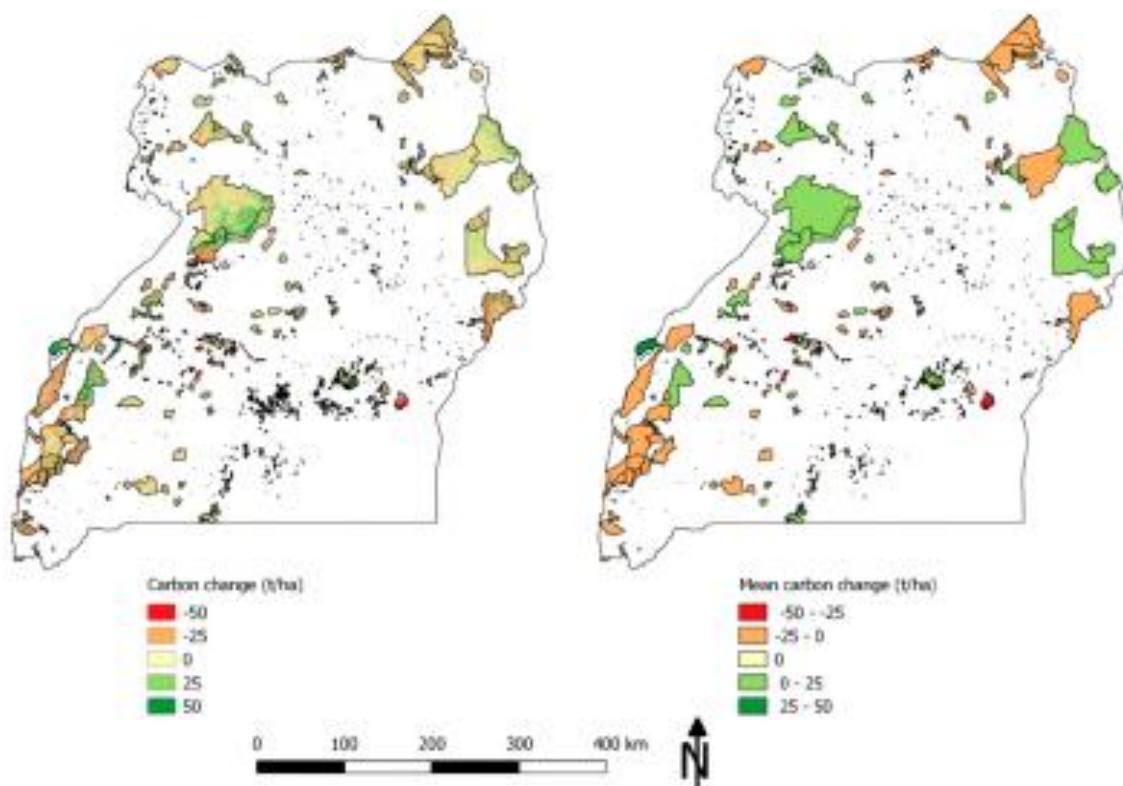 Carbon change (t/ha)
-50
-25
0
25
50
Mean carbon change (t/ha)
-50 - -25
-25 - 0
0
0 - 25
25 - 50
0 100 200 300 400 km
N